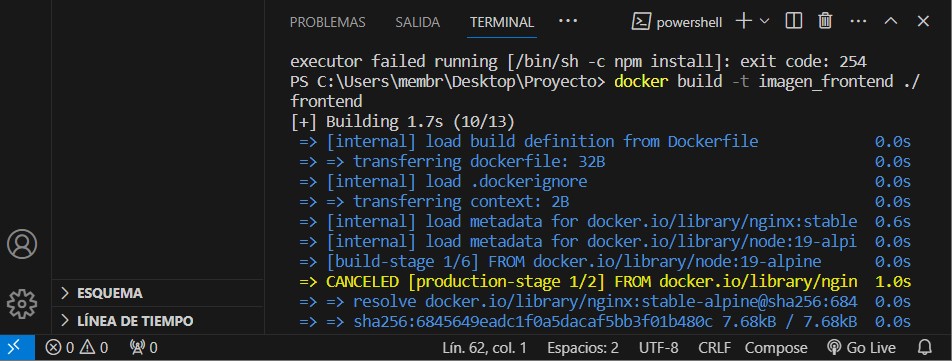 PROBLEMAS SALIDA TERMINAL ··· powershell
executor failed running [/bin/sh -c npm install]: exit code: 254
PS C:\Users\membr\Desktop\Proyecto> docker build -t imagen_frontend ./
frontend
[+] Building 1.7s (10/13)
=> [internal] load build definition from Dockerfile 0.0s
=> => transferring dockerfile: 32B 0.0s
=> [internal] load .dockerignore 0.0s
=> => transferring context: 2B 0.0s
=> [internal] load metadata for docker.io/library/nginx:stable 0.6s
=> [internal] load metadata for docker.io/library/node:19-alpi 0.0s
=> [build-stage 1/6] FROM docker.io/library/node:19-alpine 0.0s
=> CANCELED [production-stage 1/2] FROM docker.io/library/ngin 1.0s
=> => resolve docker.io/library/nginx:stable-alpine@sha256:684 0.0s
=> => sha256:6845649eadc1f0a5dacaf5bb3f01b480c 7.68kB / 7.68kB 0.0s
ESQUEMA
LÍNEA DE TIEMPO
0 0 0 Lín. 62, col. 1 Espacios: 2 UTF-8 CRLF Compose Go Live